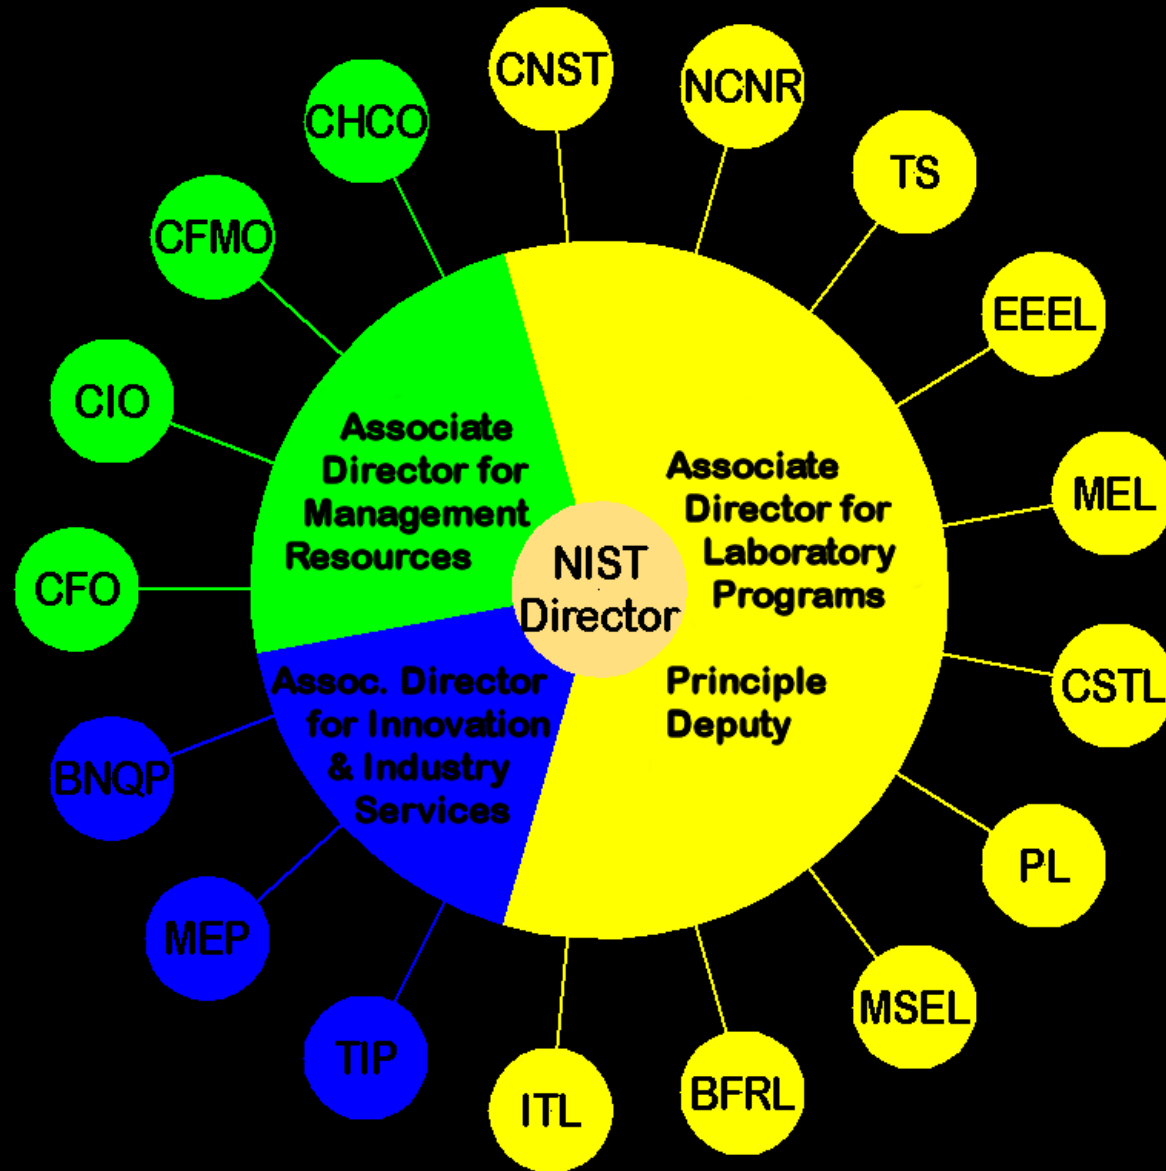 CNST
NCNR
TS
EEEL
MEL
CSTL
PL
MSEL
BFRL
ITL
TIP
MEP
BNQP
CFO
CIO
CFMO
CHCO
Associate
Director for
Management
Resources
Associate
Director for
Laboratory
Programs
Principle
Deputy
NIST
Director
Assoc. Director
for Innovation
& Industry
Services